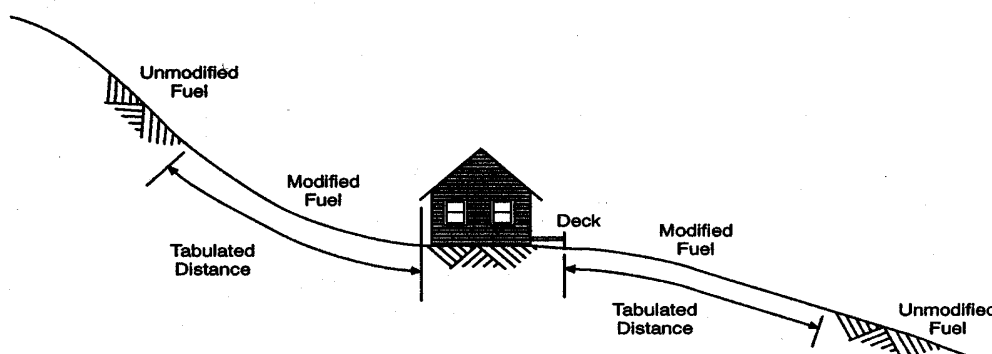 Unmodified
Fuel
Modified
Fuel
Tabulated
Distance
Deck
Modified
Fuel
Tabulated
Distance
Unmodified
Fuel